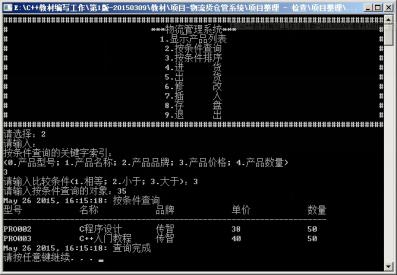 E:\C++教材编写工作\第1版-20150309\教材\项目-物流货仓管系统\项目整理 - 检查\项目整理\...
***物流管理系统***
1.显示产品列表
2.按条件查询
3.按条件排序
4.进 货
5.出 货
6.修 改
7.插 入
8.存 盘
9.退 出
请选择: 2
请输入:
按条件查询的关键字索引:
<0.产品型号; 1.产品名称; 2.产品品牌; 3.产品价格; 4.产品数量>
3
请输入比较条件<1.相等; 2.小于; 3.大于>: 3
请输入按条件查询的对象: 35
May 26 2015, 16:15:18: 按条件查询
型号 名称 品牌 单价 数量
PRO002 C程序设计 传智 38 50
PRO003 C++入门教程 传智 40 50
May 26 2015, 16:15:18: 查询完成
请按任意键继续. . .